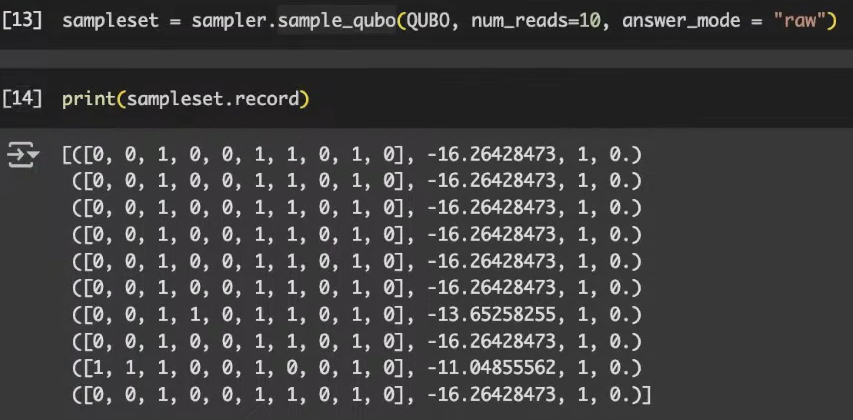 [13] sampleset = sampler.sample_qubo(QUBO, num_reads=10, answer_mode = "raw")
[14] print(sampleset.record)
[([0, 0, 1, 0, 0, 1, 1, 0, 1, 0], -16.26428473, 1, 0.)
([0, 0, 1, 0, 0, 1, 1, 0, 1, 0], -16.26428473, 1, 0.)
([0, 0, 1, 0, 0, 1, 1, 0, 1, 0], -16.26428473, 1, 0.)
([0, 0, 1, 0, 0, 1, 1, 0, 1, 0], -16.26428473, 1, 0.)
([0, 0, 1, 0, 0, 1, 1, 0, 1, 0], -16.26428473, 1, 0.)
([0, 0, 1, 0, 0, 1, 1, 0, 1, 0], -16.26428473, 1, 0.)
([0, 0, 1, 1, 0, 1, 1, 0, 1, 0], -13.65258255, 1, 0.)
([0, 0, 1, 0, 0, 1, 1, 0, 1, 0], -16.26428473, 1, 0.)
([1, 1, 1, 0, 0, 1, 0, 0, 1, 0], -11.04855562, 1, 0.)
([0, 0, 1, 0, 0, 1, 1, 0, 1, 0], -16.26428473, 1, 0.)]